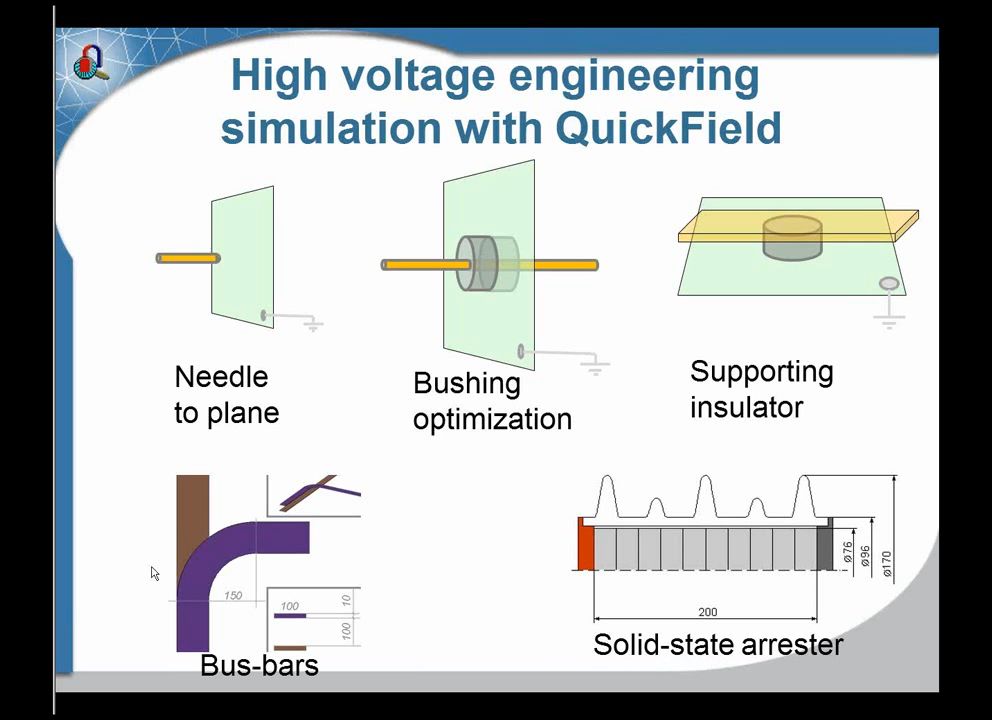 High voltage engineering
simulation with QuickField
Needle
to plane
Bushing
optimization
Supporting
insulator
150
100
10
100
Bus-bars
200
Ø76
Ø96
Ø170
Solid-state arrester